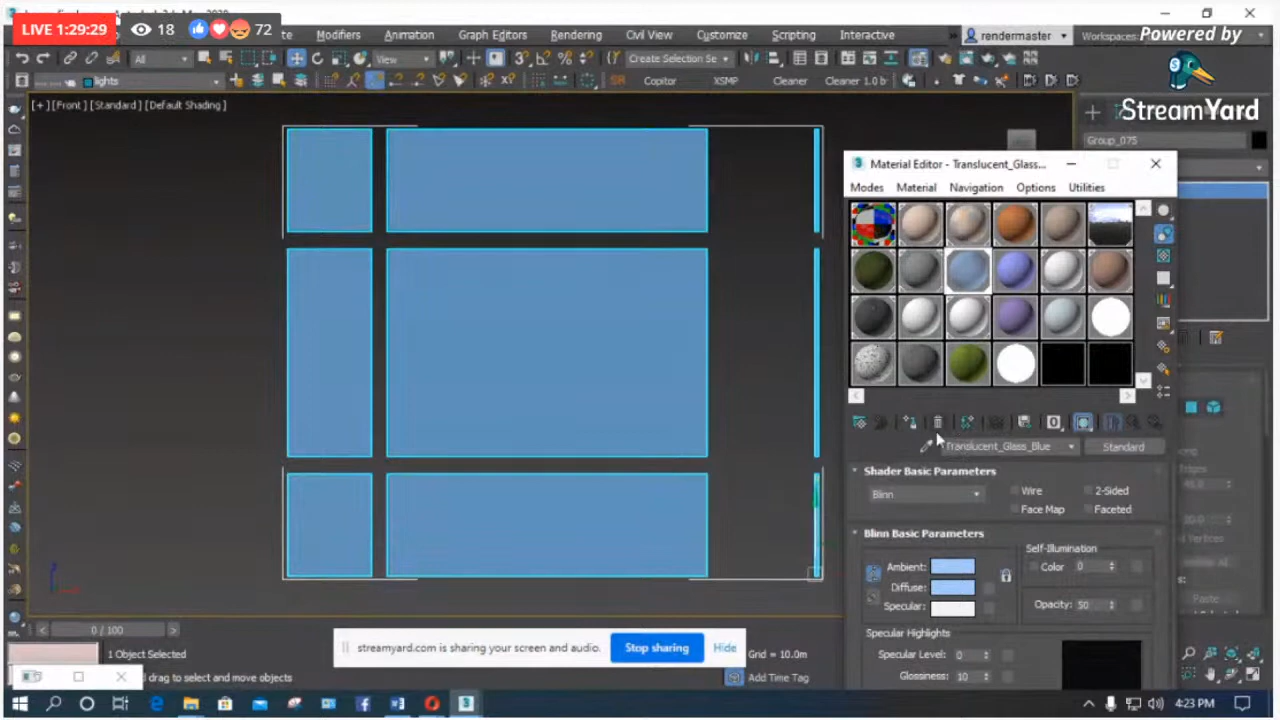 LIVE 1:29:29 18 72
Modifiers Animation Graph Editors Rendering Civil View Customize Scripting Interactive rendermaster Workspaces:
Powered by
StreamYard
All View Create Selection Se
lights Copitor XSMP Cleaner Cleaner 1.0 b
[+] [Front] [Standard] [Default Shading]
Group_075
Material Editor - Translucent_Glass...
Modes Material Navigation Options Utilities
Translucent_Glass_Blue Standard
Shader Basic Parameters
Blinn Wire 2-Sided
Face Map Faceted
Blinn Basic Parameters
Self-Illumination
Ambient: Color 0
Diffuse:
Specular: Opacity: 50
Specular Highlights
Specular Level: 0
Glossiness: 10
0 / 100
1 Object Selected
drag to select and move objects
streamyard.com is sharing your screen and audio. Stop sharing Hide
Grid = 10.0m
Add Time Tag
4:23 PM